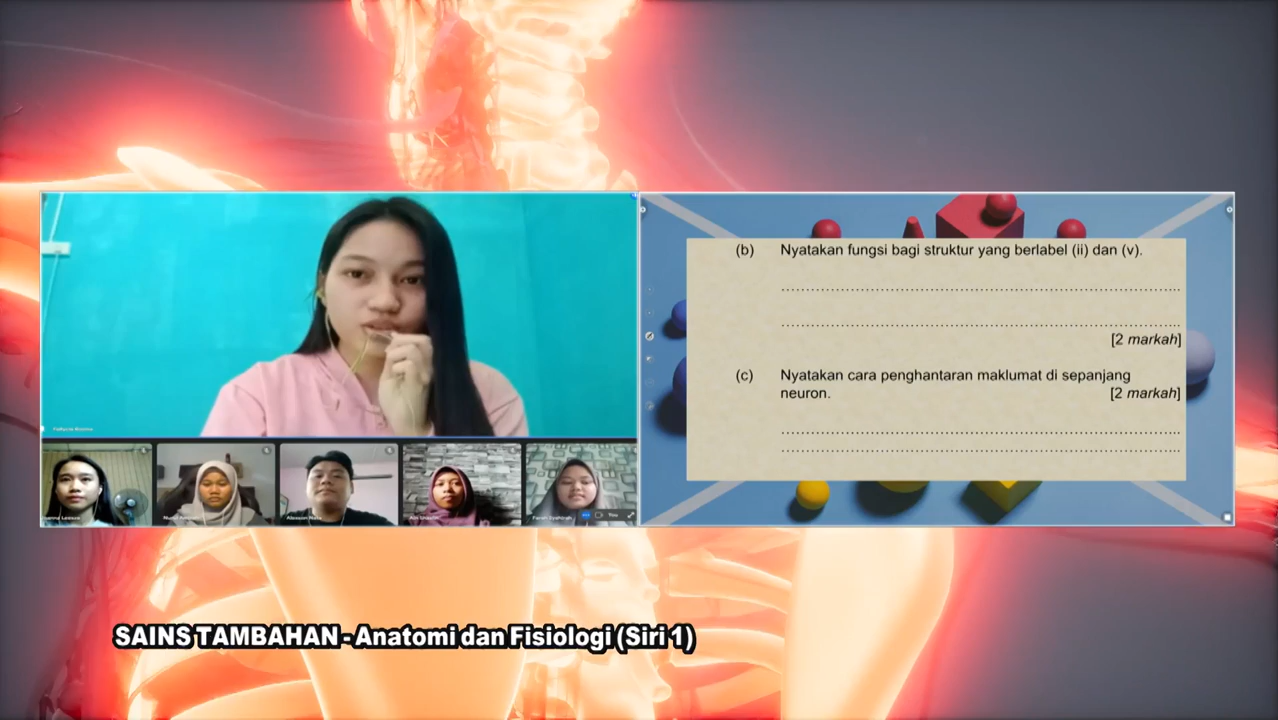 (b) Nyatakan fungsi bagi struktur yang berlabel (ii) dan (v).
[2 markah]
(c) Nyatakan cara penghantaran maklumat di sepanjang
neuron. [2 markah]
You
SAINS TAMBAHAN - Anatomi dan Fisiologi (Siri 1)